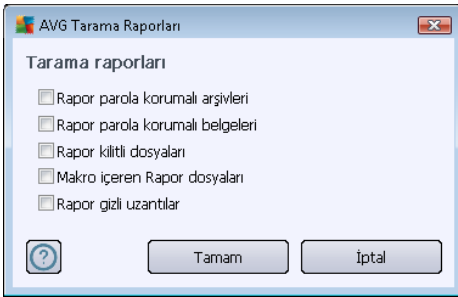 AVG Tarama Raporları
Tarama raporları
Rapor parola korumalı arşivleri
Rapor parola korumalı belgeleri
Rapor kilitli dosyaları
Makro içeren Rapor dosyaları
Rapor gizli uzantılar
? Tamam İptal